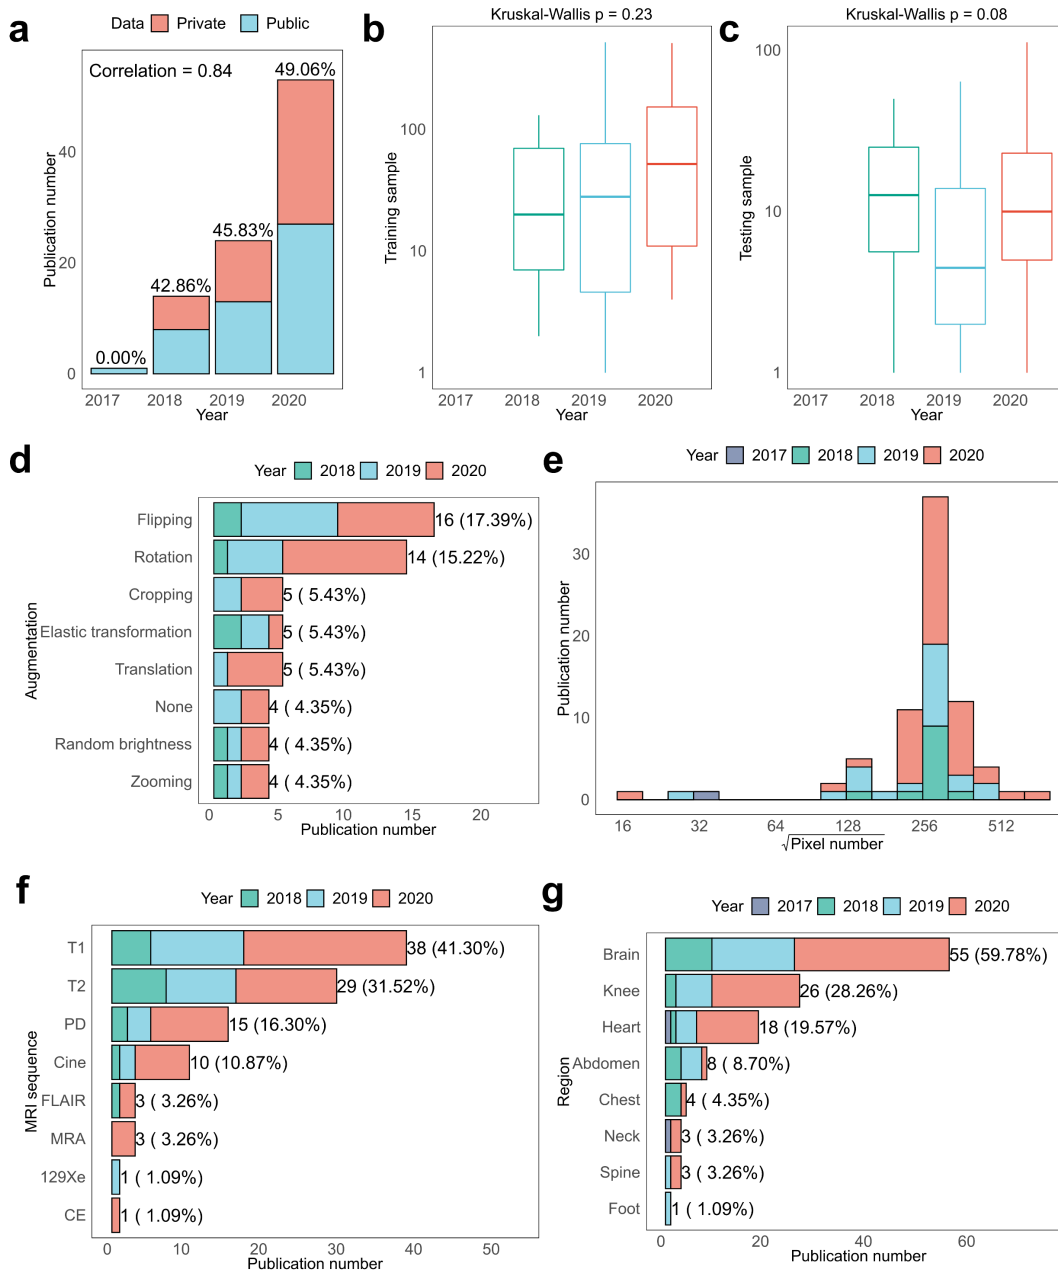 a
Data Private Public
Correlation = 0.84
49.06%
45.83%
42.86%
0.00%
Publication number
40
20
0
2017 2018 2019 2020
Year
b
Kruskal-Wallis p = 0.23
Training sample
100
10
1
2017 2018 2019 2020
Year
c
Kruskal-Wallis p = 0.08
Testing sample
100
10
1
2017 2018 2019 2020
Year
d
Year 2018 2019 2020
Augmentation
Flipping 16 (17.39%)
Rotation 14 (15.22%)
Cropping 5 ( 5.43%)
Elastic transformation 5 ( 5.43%)
Translation 5 ( 5.43%)
None 4 ( 4.35%)
Random brightness 4 ( 4.35%)
Zooming 4 ( 4.35%)
0 5 10 15 20
Publication number
e
Year 2017 2018 2019 2020
Publication number
30
20
10
0
16 32 64 128 256 512
√Pixel number
f
Year 2018 2019 2020
MRI sequence
T1 38 (41.30%)
T2 29 (31.52%)
PD 15 (16.30%)
Cine 10 (10.87%)
FLAIR 3 ( 3.26%)
MRA 3 ( 3.26%)
129Xe 1 ( 1.09%)
CE 1 ( 1.09%)
0 10 20 30 40 50
Publication number
g
Year 2017 2018 2019 2020
Region
Brain 55 (59.78%)
Knee 26 (28.26%)
Heart 18 (19.57%)
Abdomen 8 ( 8.70%)
Chest 4 ( 4.35%)
Neck 3 ( 3.26%)
Spine 3 ( 3.26%)
Foot 1 ( 1.09%)
0 20 40 60
Publication number